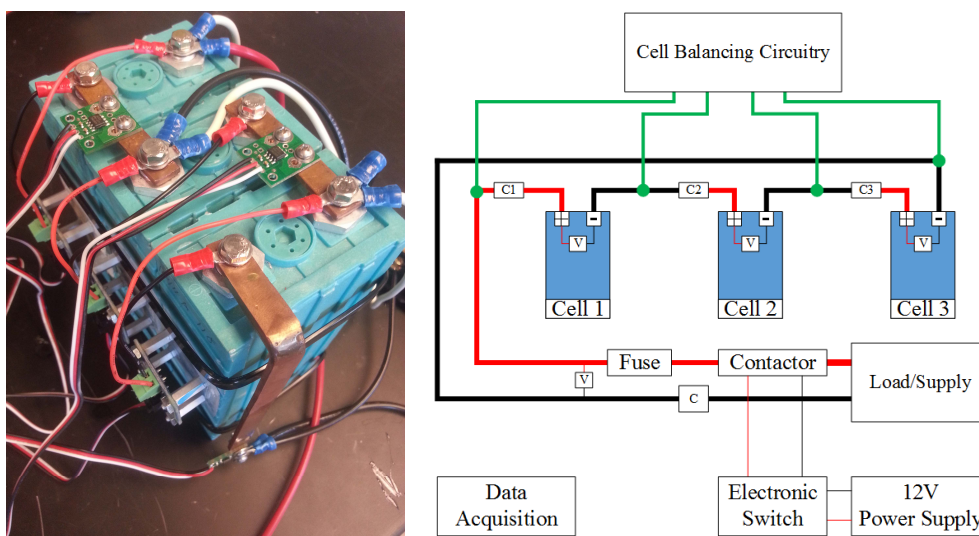 Cell Balancing Circuitry
C1
C2
C3
V
V
V
Cell 1
Cell 2
Cell 3
Fuse
Contactor
Load/Supply
V
C
Data
Acquisition
Electronic
Switch
12V
Power Supply